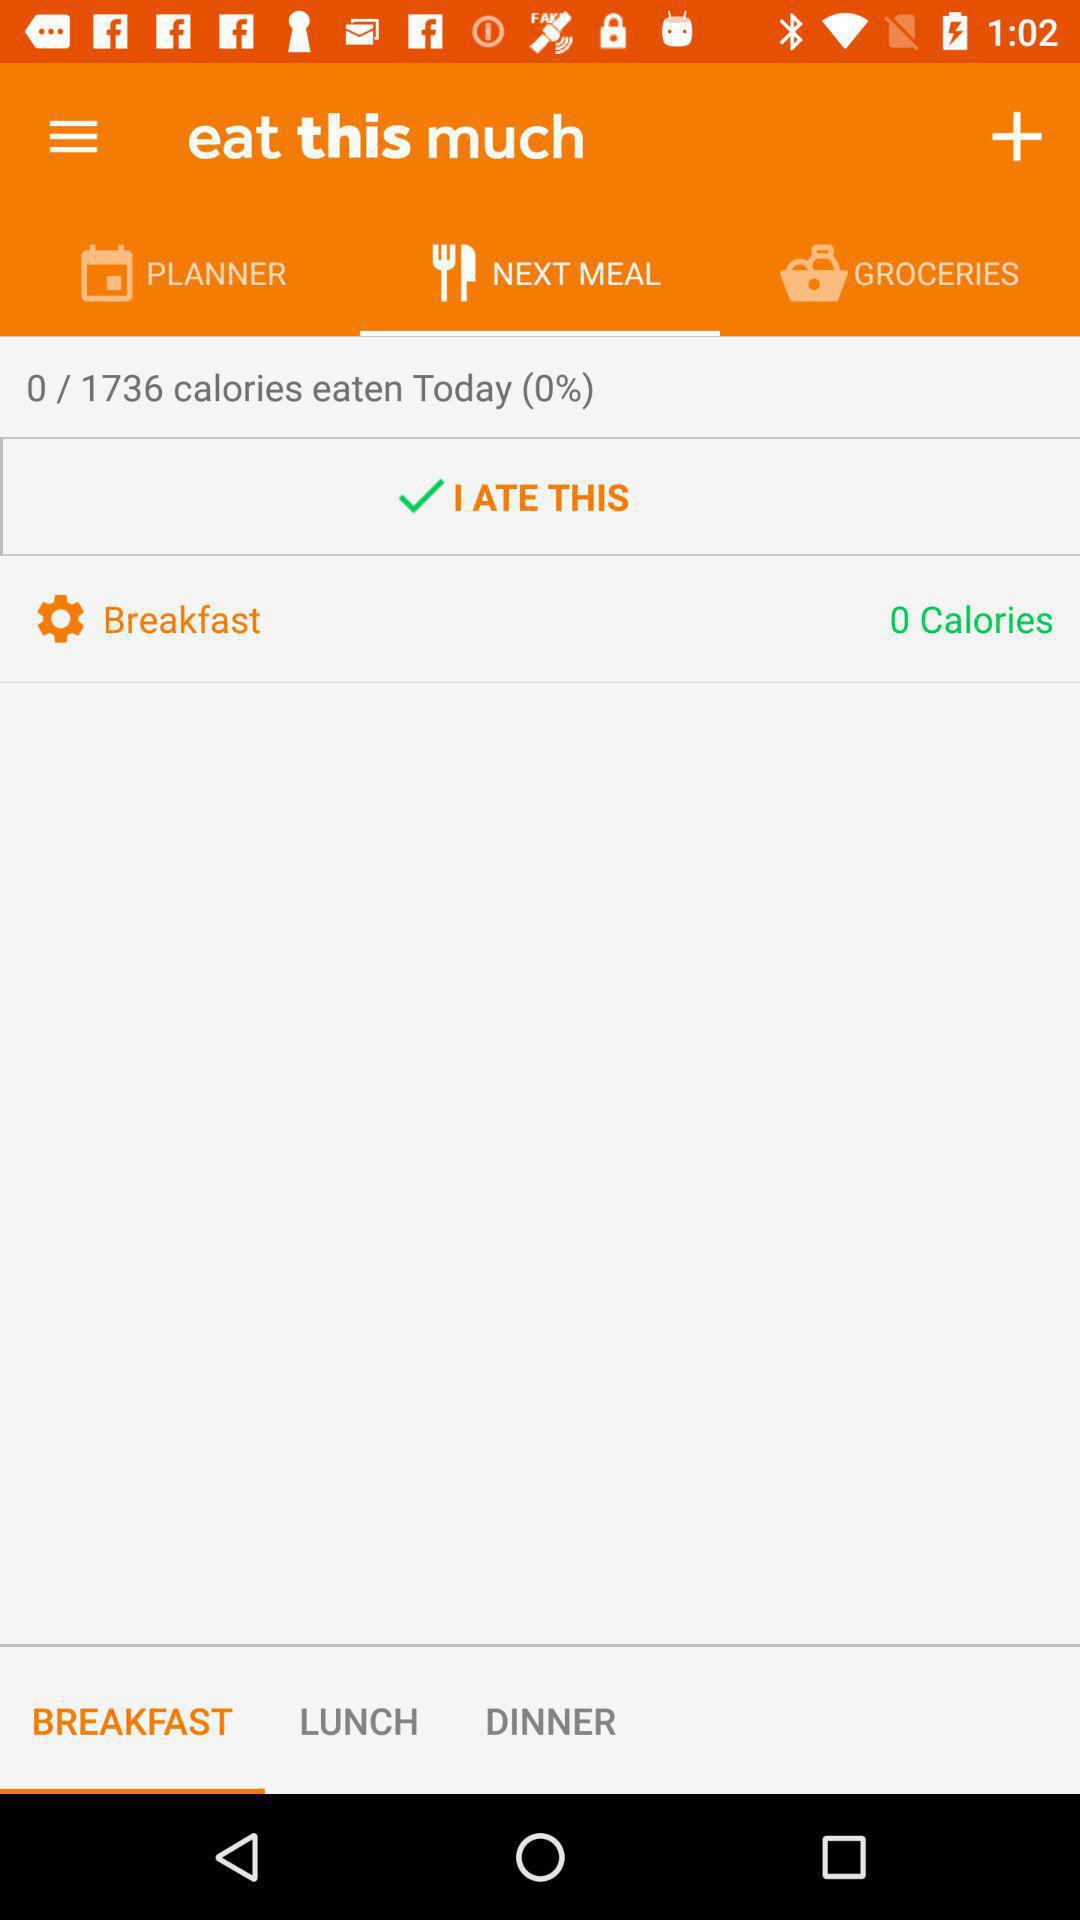 FAKE
1:02
eat this much
PLANNER NEXT MEAL GROCERIES
0 / 1736 calories eaten Today (0%)
I ATE THIS
Breakfast 0 Calories
BREAKFAST LUNCH DINNER